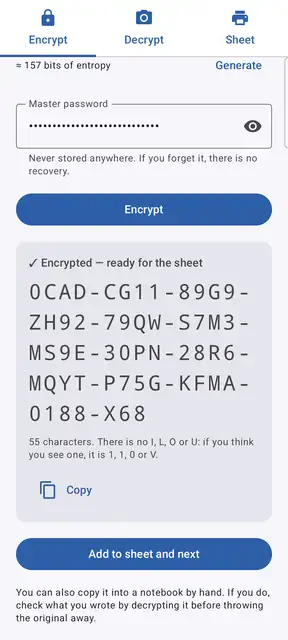 Encrypt
Decrypt
Sheet
≈ 157 bits of entropy
Generate
Master password
••••••••••••••••••••••••••••
Never stored anywhere. If you forget it, there is no
recovery.
Encrypt
✓ Encrypted — ready for the sheet
0CAD-CG11-89G9-
ZH92-79QW-S7M3-
MS9E-30PN-28R6-
MQYT-P75G-KFMA-
0188-X68
55 characters. There is no I, L, O or U: if you think
you see one, it is 1, 1, 0 or V.
Copy
Add to sheet and next
You can also copy it into a notebook by hand. If you do,
check what you wrote by decrypting it before throwing
the original away.